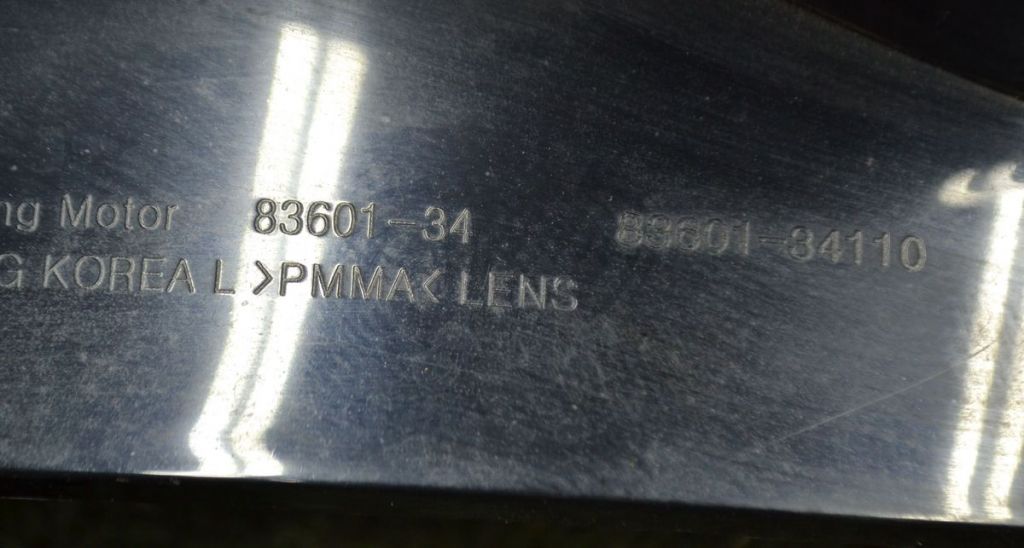 ng Motor 83601-34 83601-34110
G KOREA L >PMMA< LENS